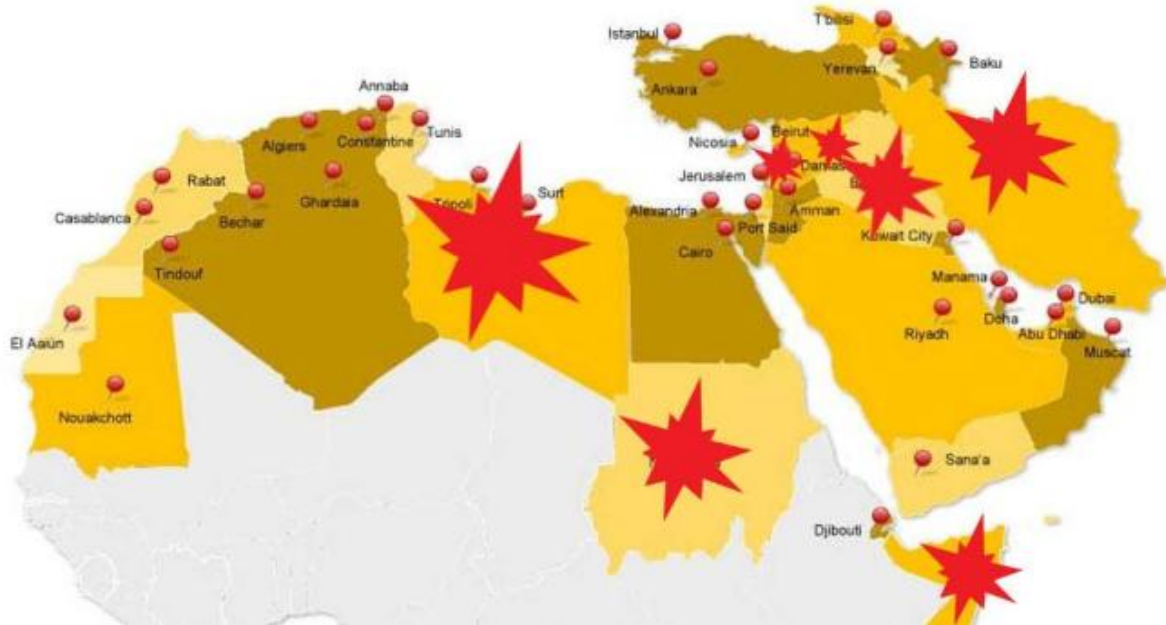 T'bilisi
Istanbul
Baku
Yerevan
Ankara
Annaba
Algiers
Constantine
Tunis
Nicosia
Beirut
Damas
Jerusalem
Rabat
Ghardaia
Surt
Tripoli
Casablanca
Bechar
Alexandria
Port Said
Amman
Cairo
Kuwait City
Tindouf
Manama
Dubai
Doha
Abu Dhabi
Riyadh
El Aaiún
Muscat
Nouakchott
Sana'a
Djibouti